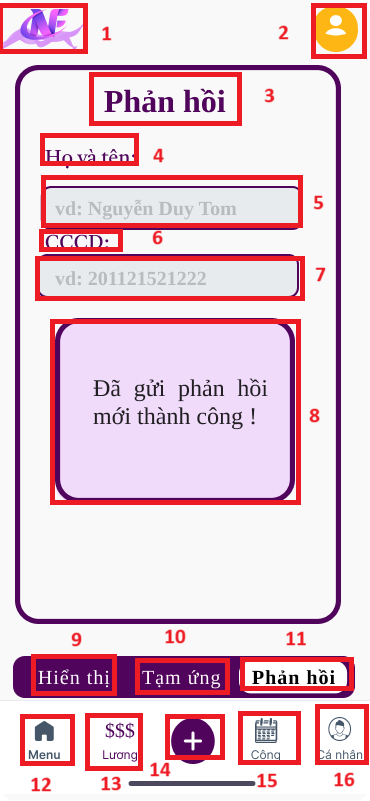 NE
1
2
Phản hồi
3
Họ và tên:
4
vd: Nguyễn Duy Tom
5
CCCD:
6
vd: 201121521222
7
Đã gửi phản hồi
mới thành công !
8
9
10
11
Hiển thị
Tạm ứng
Phản hồi
$$$
Menu
Lương
Công
Cá nhân
12
13
14
15
16